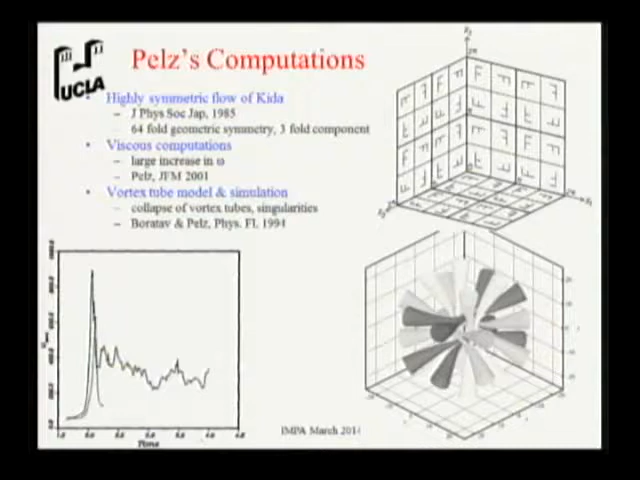 Pelz's Computations
UCLA
• Highly symmetric flow of Kida
– J Phys Soc Jap, 1985
– 64 fold geometric symmetry, 3 fold component
• Viscous computations
– large increase in ω
– Pelz, JFM 2001
• Vortex tube model & simulation
– collapse of vortex tubes, singularities
– Boratav & Pelz, Phys. Fl. 1994
Time
IMPA March 201